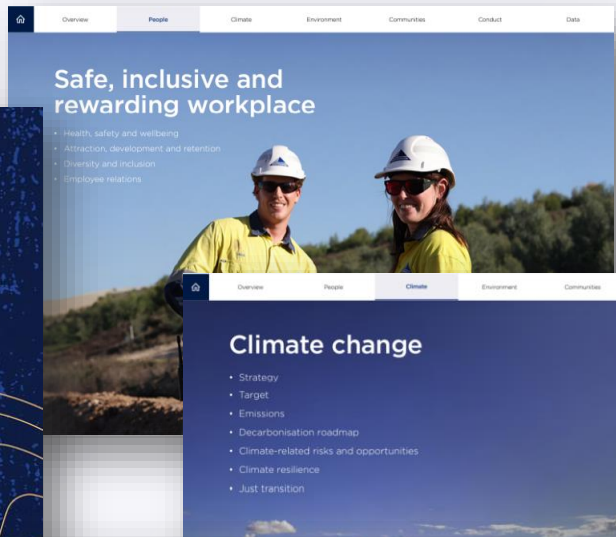 Overview People Climate Environment Communities Conduct Data
Safe, inclusive and
rewarding workplace
• Health, safety and wellbeing
• Attraction, development and retention
• Diversity and inclusion
• Employee relations
Overview People Climate Environment Communities
Climate change
• Strategy
• Target
• Emissions
• Decarbonisation roadmap
• Climate-related risks and opportunities
• Climate resilience
• Just transition